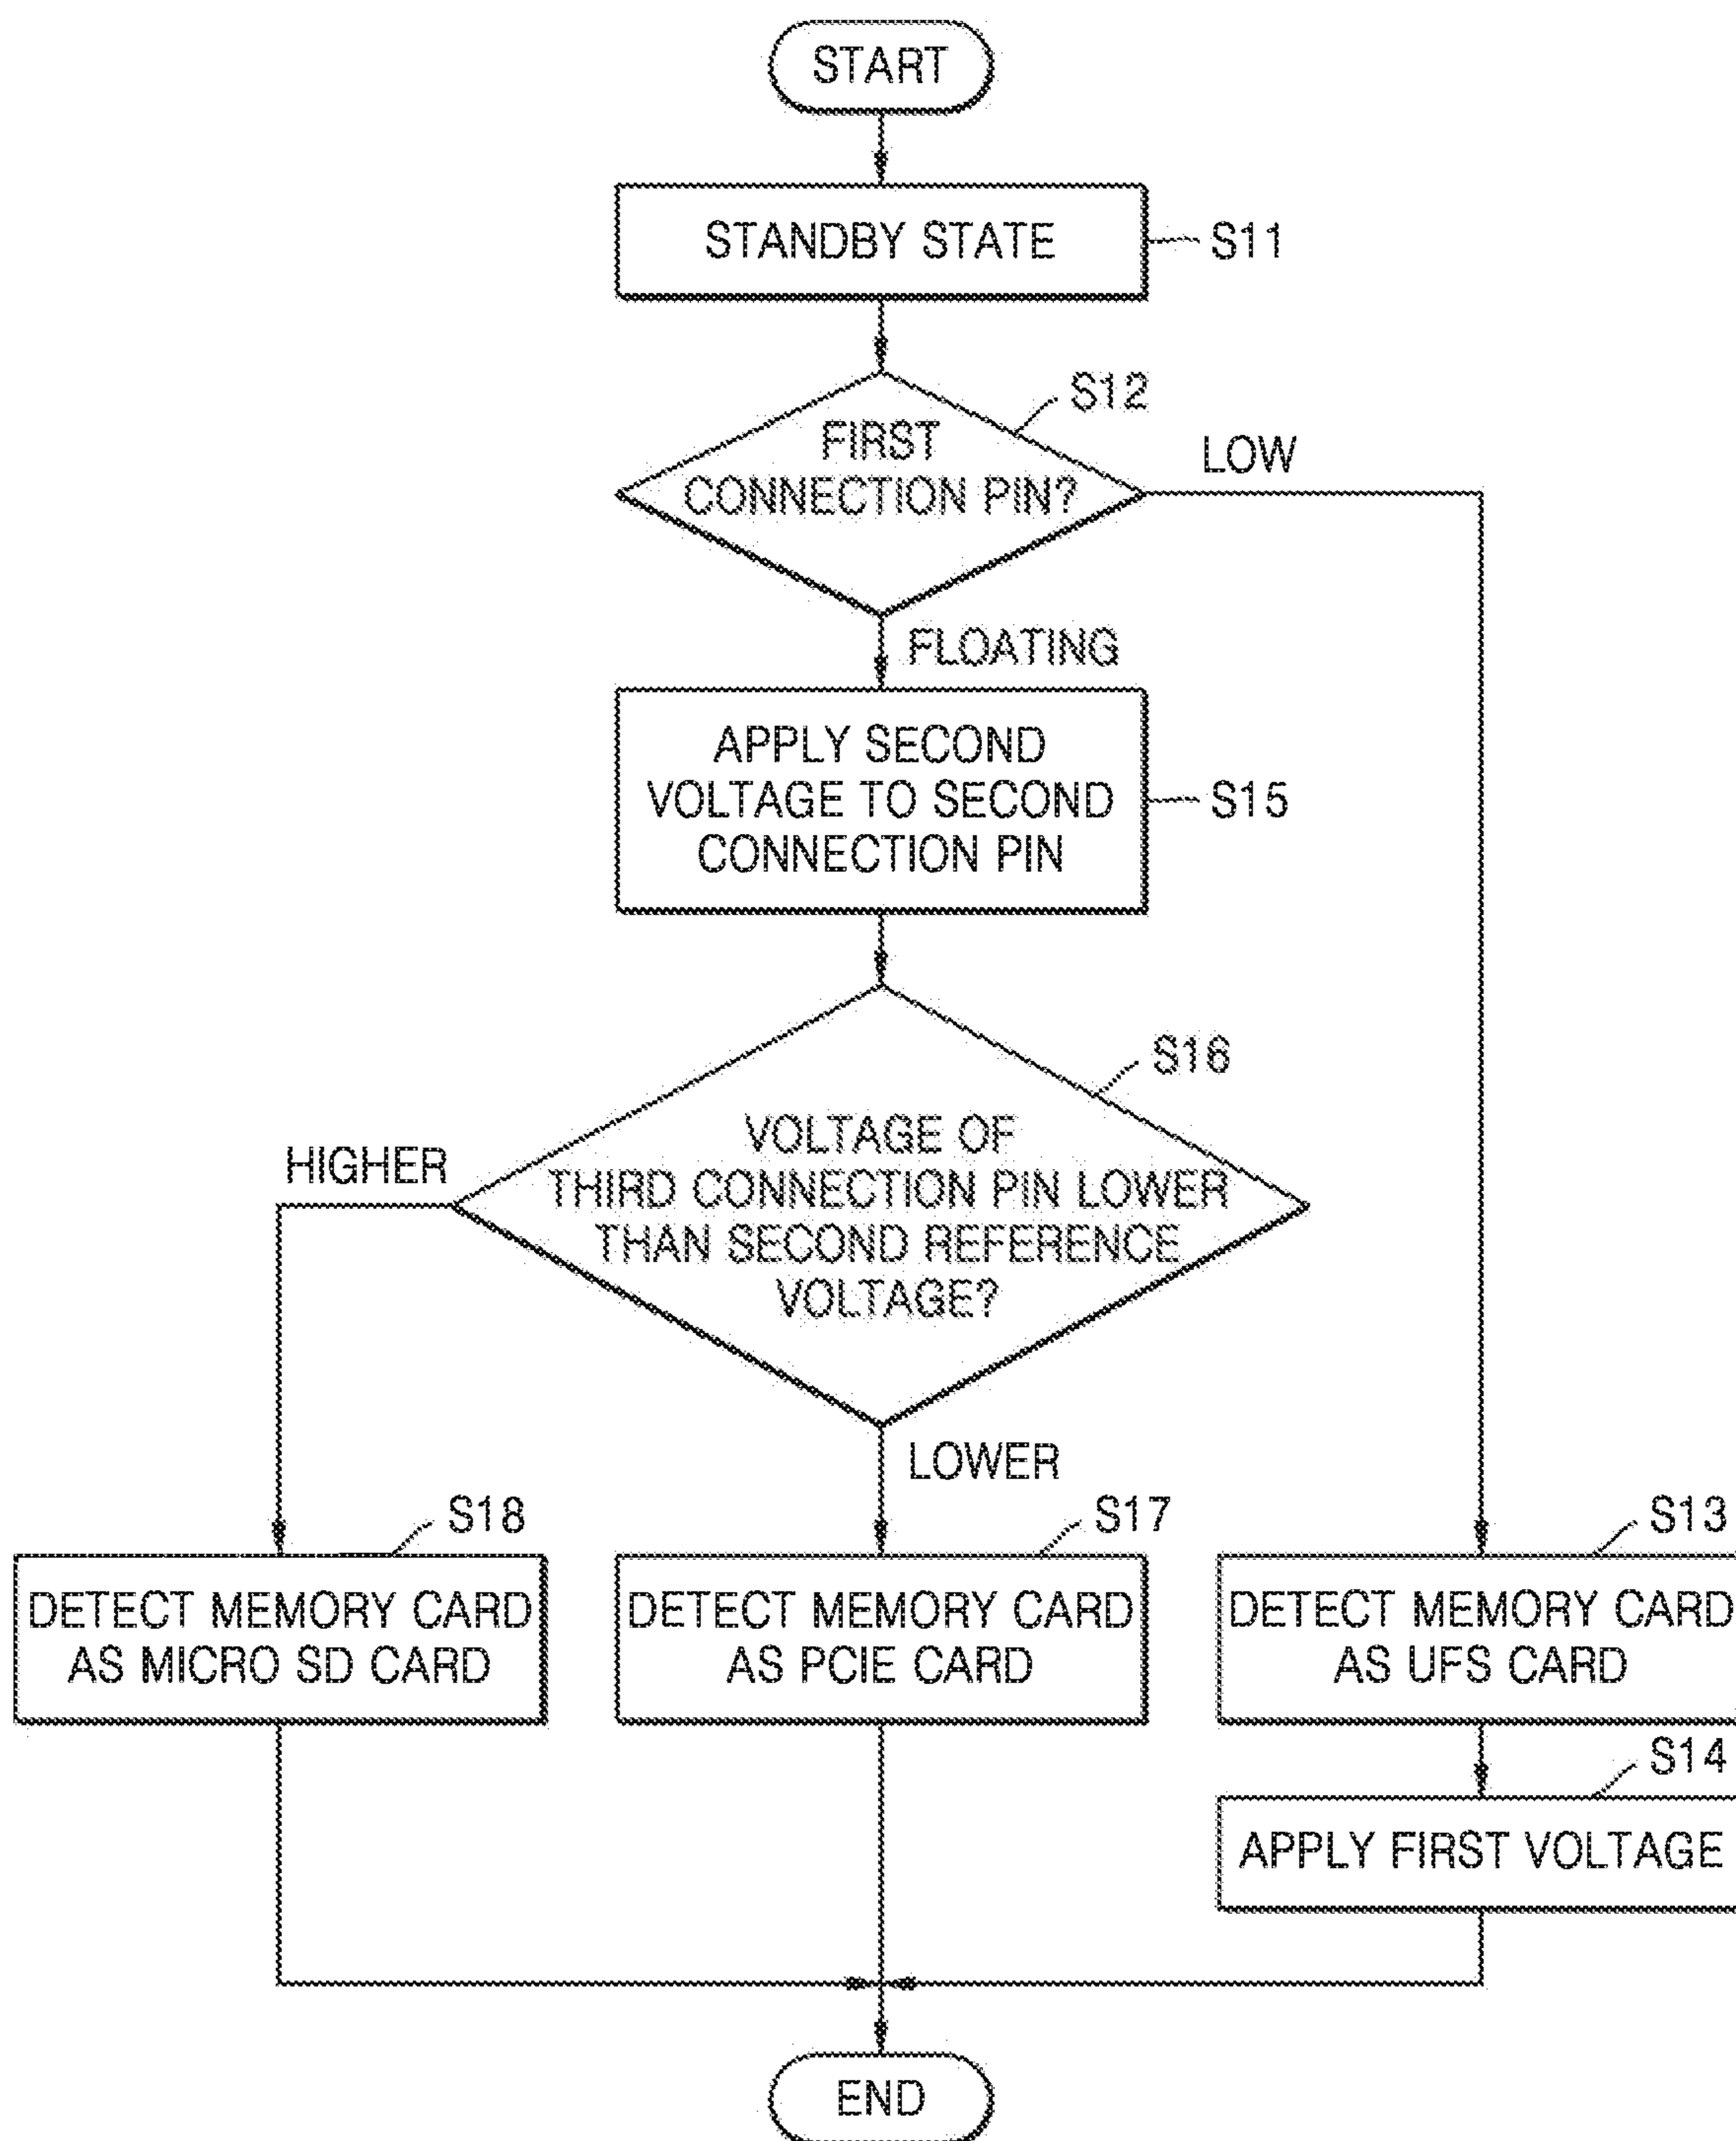 START
STANDBY STATE
S11
S12
FIRST
CONNECTION PIN?
LOW
FLOATING
APPLY SECOND
VOLTAGE TO SECOND
CONNECTION PIN
S15
S16
VOLTAGE OF
THIRD CONNECTION PIN LOWER
THAN SECOND REFERENCE
VOLTAGE?
HIGHER
LOWER
S18
DETECT MEMORY CARD
AS MICRO SD CARD
S17
DETECT MEMORY CARD
AS PCIE CARD
S13
DETECT MEMORY CARD
AS UFS CARD
S14
APPLY FIRST VOLTAGE
END